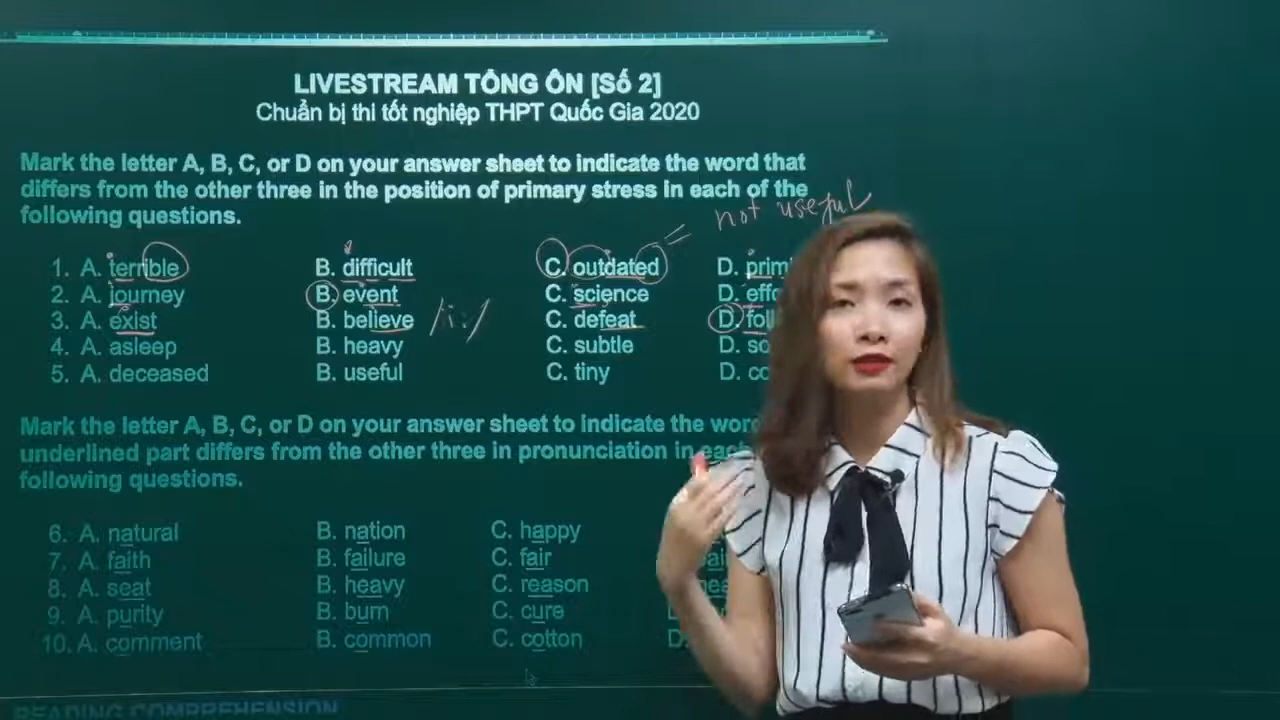 LIVESTREAM TỔNG ÔN [Số 2]
Chuẩn bị thi tốt nghiệp THPT Quốc Gia 2020
Mark the letter A, B, C, or D on your answer sheet to indicate the word that
differs from the other three in the position of primary stress in each of the
following questions.
= not useful
1. A. terrible B. difficult C. outdated D.
2. A. journey B. event C. science D.
3. A. exist B. believe /i:/ C. defeat D.
4. A. asleep B. heavy C. subtle D.
5. A. deceased B. useful C. tiny D.
Mark the letter A, B, C, or D on your answer sheet to indicate the
underlined part differs from the other three in pronunciation in each
following questions.
6. A. natural B. nation C. happy
7. A. faith B. failure C. fair
8. A. seat B. heavy C. reason
9. A. purity B. burn C. cure
10. A. comment B. common C. cotton D.
READING COMPREHENSION